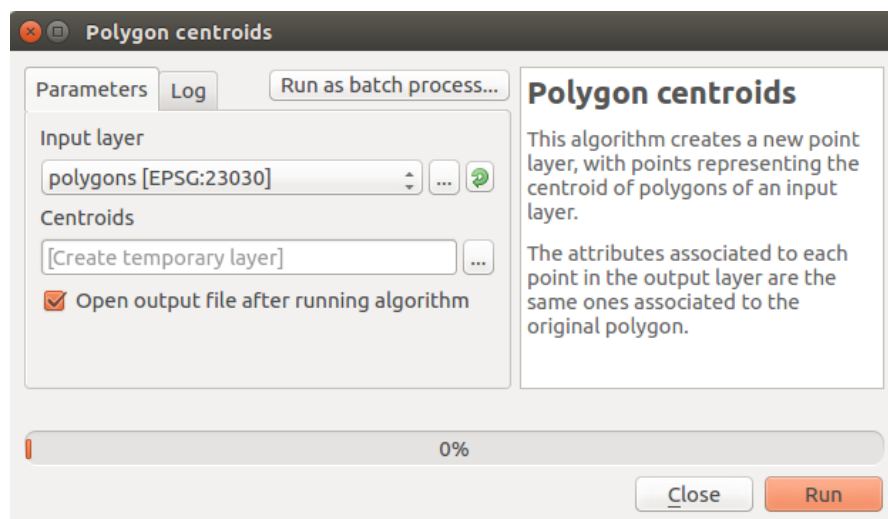 Polygon centroids
Parameters
Log
Run as batch process...
Input layer
polygons [EPSG:23030]
...
Centroids
[Create temporary layer]
...
Open output file after running algorithm
Polygon centroids
This algorithm creates a new point
layer, with points representing the
centroid of polygons of an input
layer.
The attributes associated to each
point in the output layer are the
same ones associated to the
original polygon.
0%
Close
Run